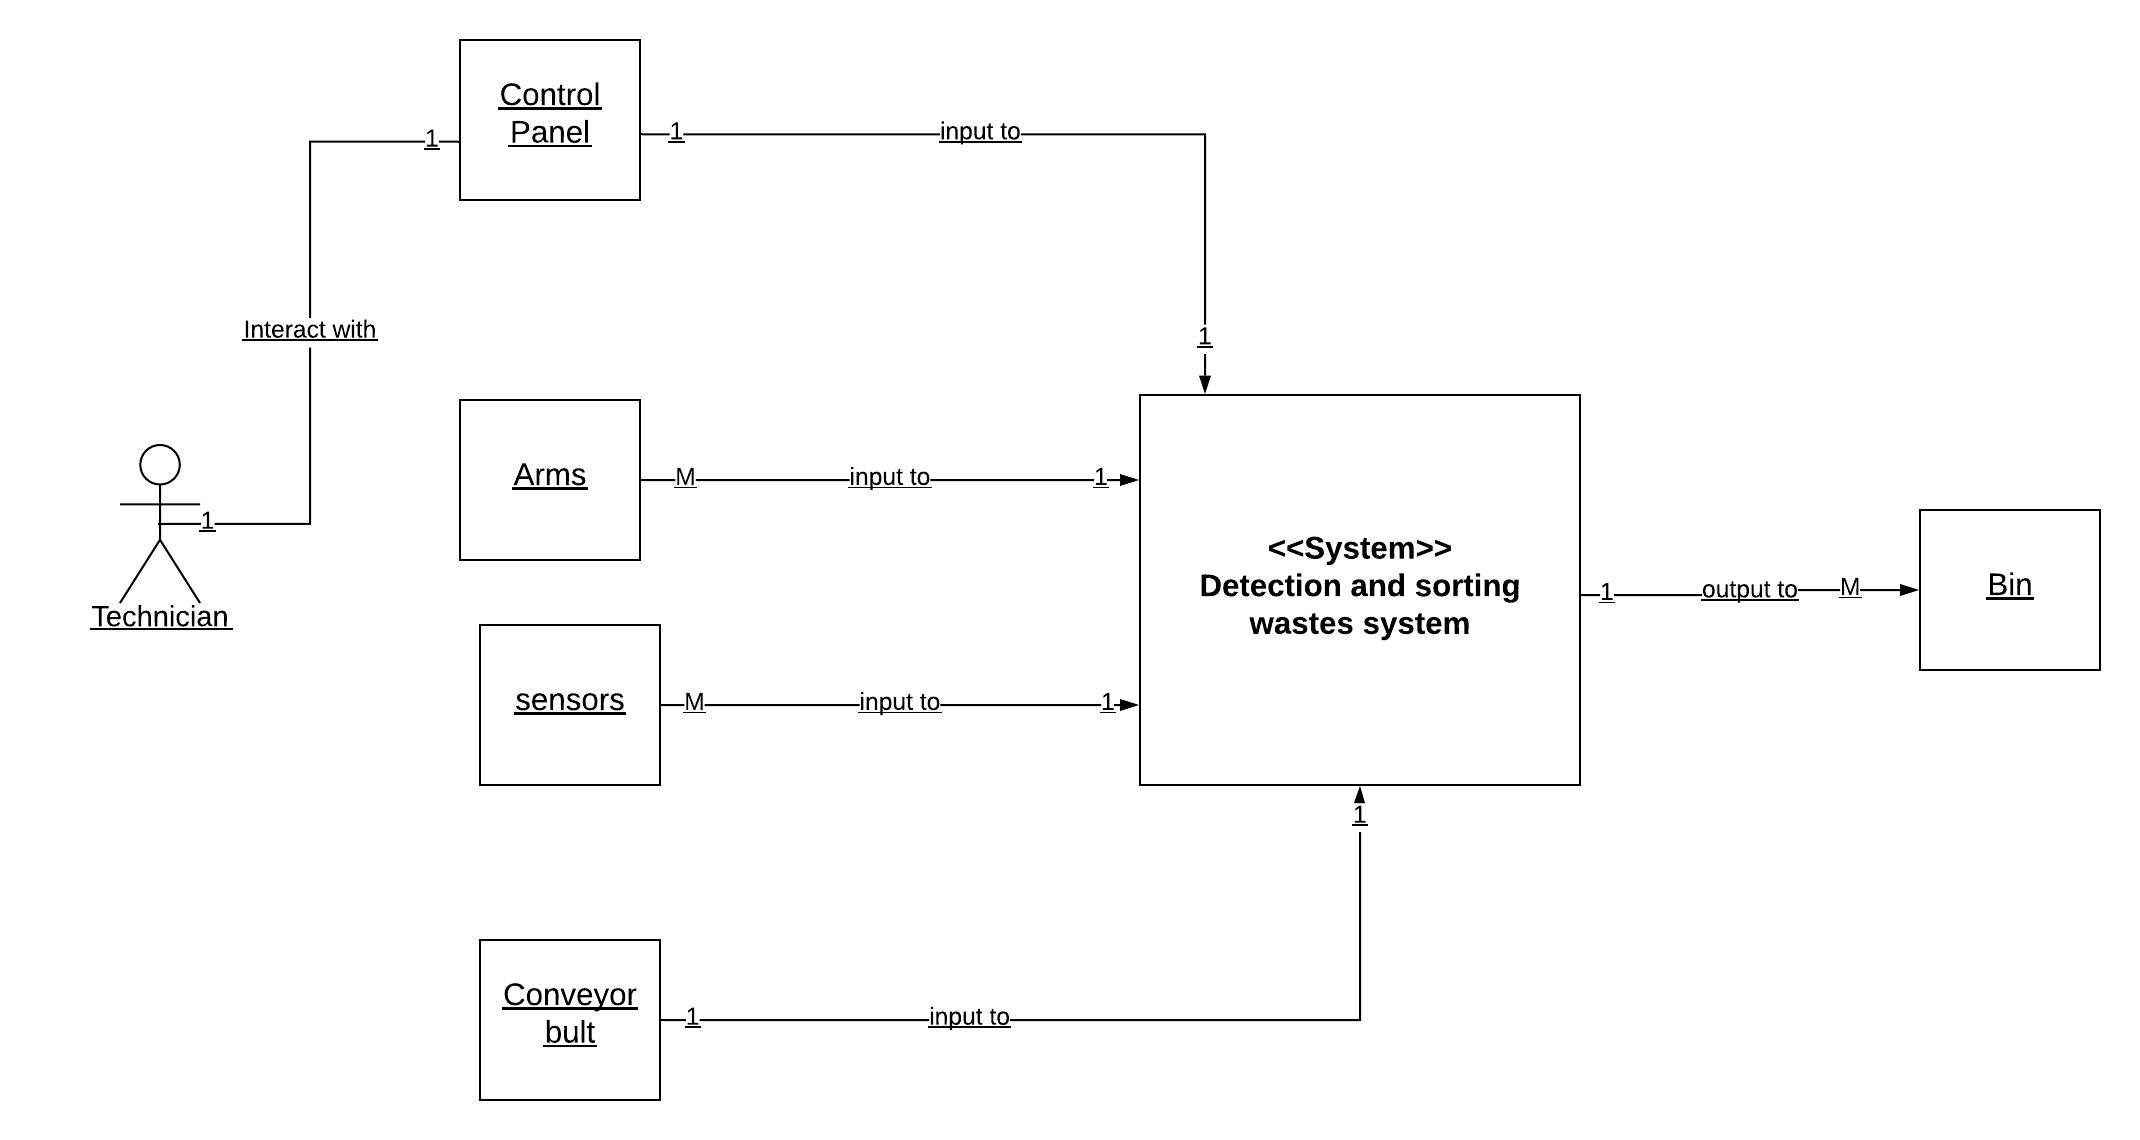 Control
Panel
1
1
input to
Interact with
1
1
Technician
Arms
M
input to
1
sensors
M
input to
1
<<System>>
Detection and sorting
wastes system
1
output to
M
Bin
1
Conveyor
bult
1
input to